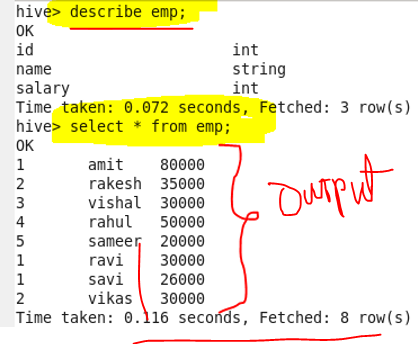 hive> describe emp;
OK
id int
name string
salary int
Time taken: 0.072 seconds, Fetched: 3 row(s)
hive> select * from emp;
OK
1 amit 80000
2 rakesh 35000
3 vishal 30000
4 rahul 50000
5 sameer 20000
1 ravi 30000
1 savi 26000
2 vikas 30000
output
Time taken: 0.116 seconds, Fetched: 8 row(s)